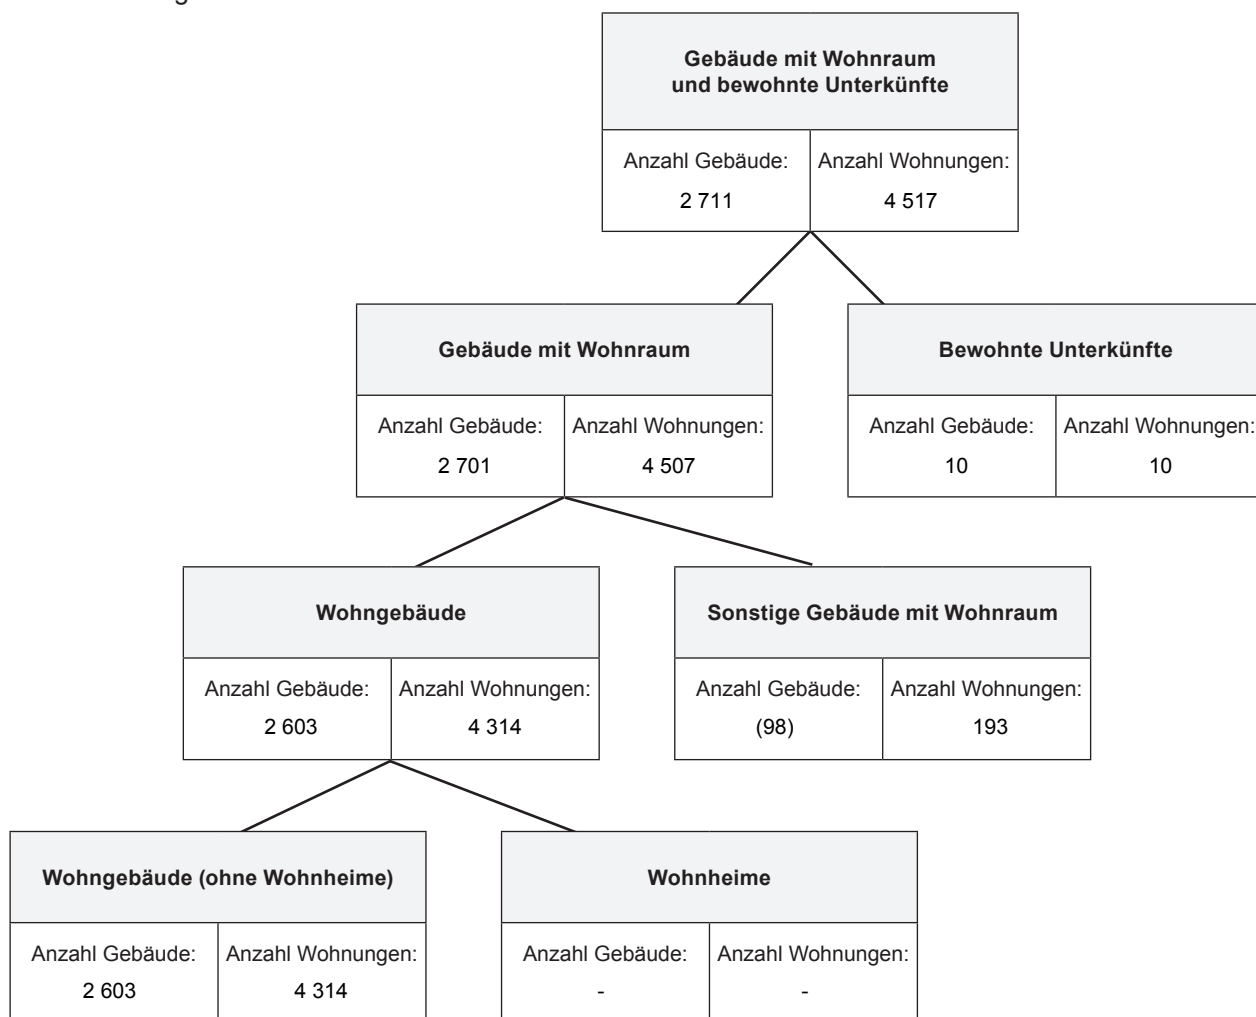 Gebäude mit Wohnraum
und bewohnte Unterkünfte
Anzahl Gebäude: Anzahl Wohnungen:
2 711 4 517
Gebäude mit Wohnraum Bewohnte Unterkünfte
Anzahl Gebäude: Anzahl Wohnungen: Anzahl Gebäude: Anzahl Wohnungen:
2 701 4 507 10 10
Wohngebäude Sonstige Gebäude mit Wohnraum
Anzahl Gebäude: Anzahl Wohnungen: Anzahl Gebäude: Anzahl Wohnungen:
2 603 4 314 (98) 193
Wohngebäude (ohne Wohnheime) Wohnheime
Anzahl Gebäude: Anzahl Wohnungen: Anzahl Gebäude: Anzahl Wohnungen:
2 603 4 314 - -